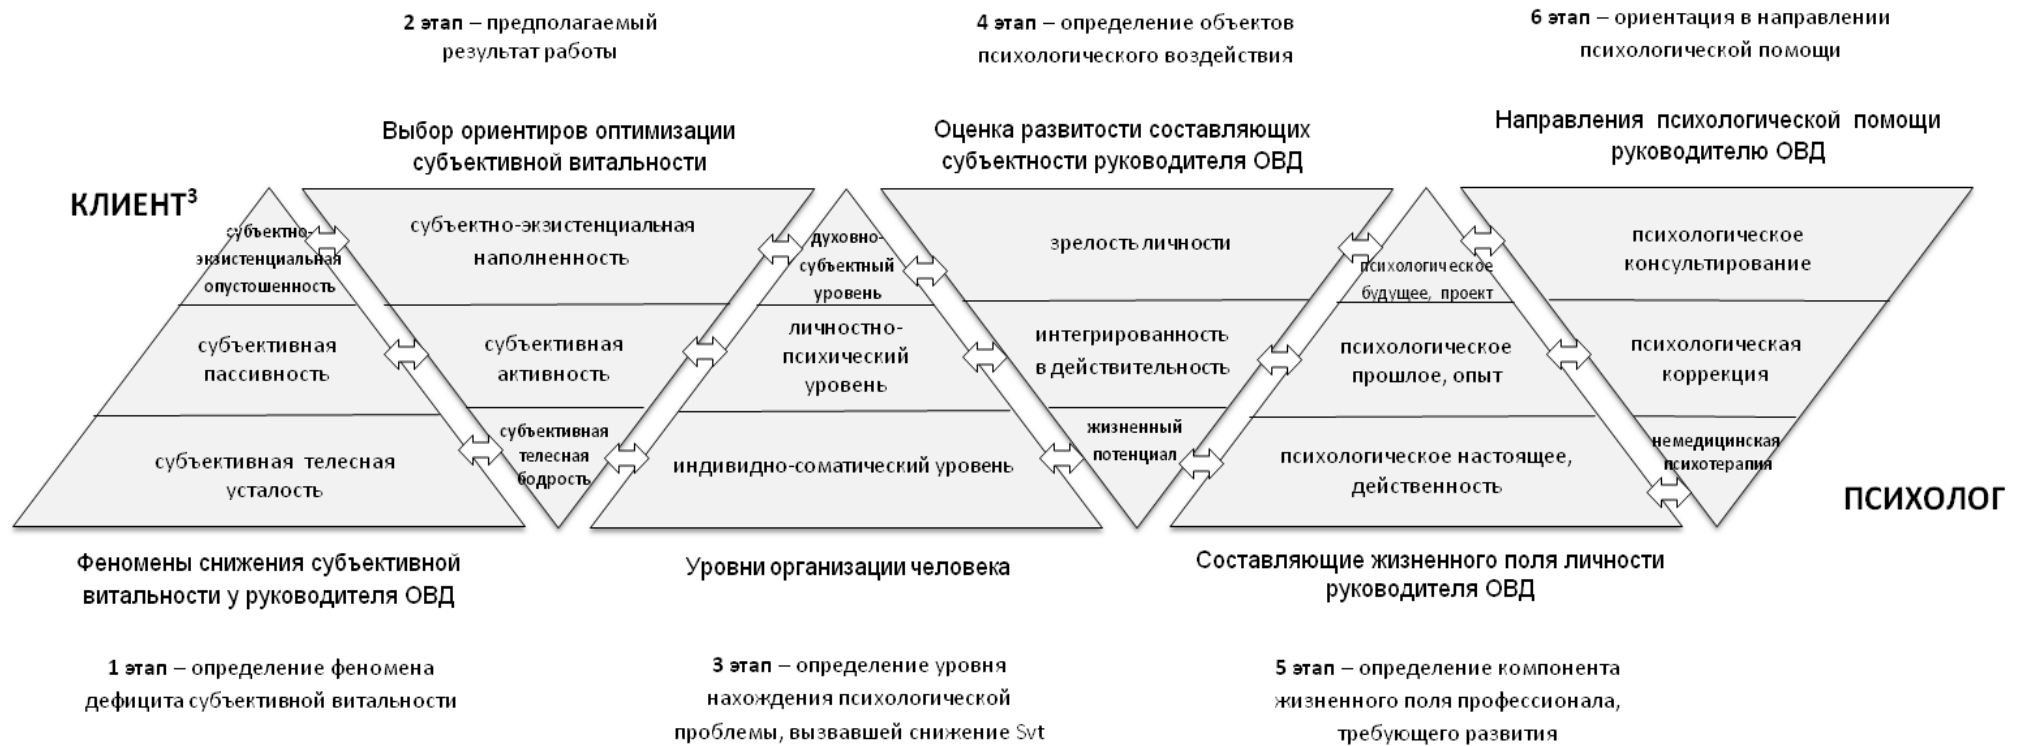 2 этап – предполагаемый
результат работы
4 этап – определение объектов
психологического воздействия
6 этап – ориентация в направлении
психологической помощи
Выбор ориентиров оптимизации
субъективной витальности
Оценка развитости составляющих
субъектности руководителя ОВД
Направления психологической помощи
руководителю ОВД
КЛИЕНТ³
субъектно-
экзистенциальная
опустошенность
субъективная
пассивность
субъективная телесная
усталость
субъектно-экзистенциальная
наполненность
субъективная
активность
субъективная
телесная
бодрость
духовно-
субъектный
уровень
личностно-
психический
уровень
индивидно-соматический уровень
зрелость личности
интегрированность
в действительность
жизненный
потенциал
психологическое
будущее, проект
психологическое
прошлое, опыт
психологическое настоящее,
действенность
психологическое
консультирование
психологическая
коррекция
немедицинская
психотерапия
ПСИХОЛОГ
Феномены снижения субъективной
витальности у руководителя ОВД
Уровни организации человека
Составляющие жизненного поля личности
руководителя ОВД
1 этап – определение феномена
дефицита субъективной витальности
3 этап – определение уровня
нахождения психологической
проблемы, вызвавшей снижение Svt
5 этап – определение компонента
жизненного поля профессионала,
требующего развития